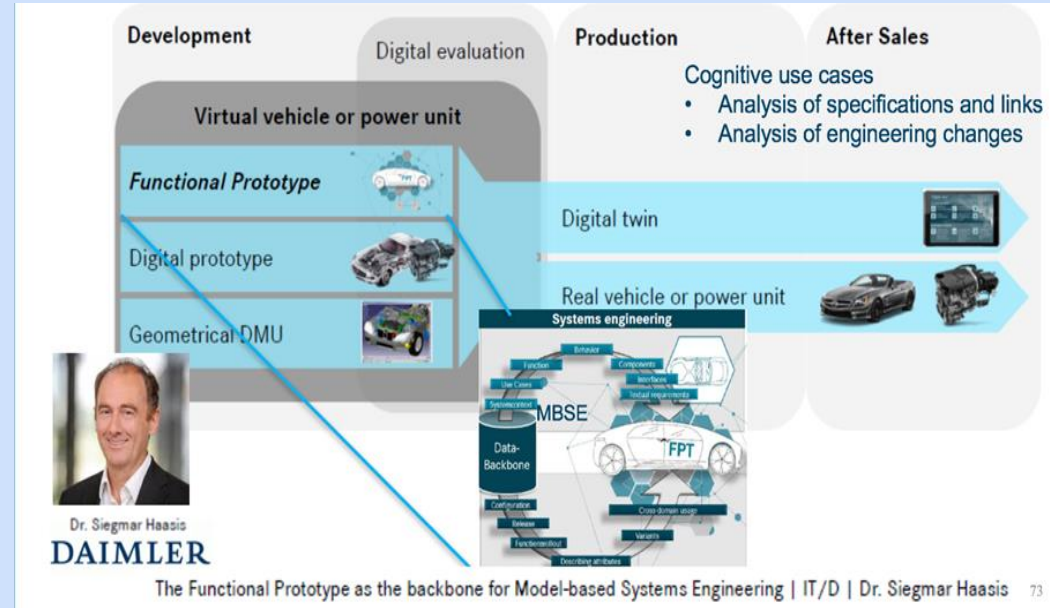 Development
Digital evaluation
Production
After Sales
Cognitive use cases
• Analysis of specifications and links
• Analysis of engineering changes
Virtual vehicle or power unit
Functional Prototype
FPT
Digital prototype
Geometrical DMU
Digital twin
Real vehicle or power unit
Systems engineering
Behavior
Function
Components
Use Cases
Interfaces
Systemcontext
Textual requirements
MBSE
Data-
Backbone
FPT
Configuration
Cross-domain usage
Release
Variants
Describing attributes
Dr. Siegmar Haasis
DAIMLER
The Functional Prototype as the backbone for Model-based Systems Engineering | IT/D | Dr. Siegmar Haasis
73